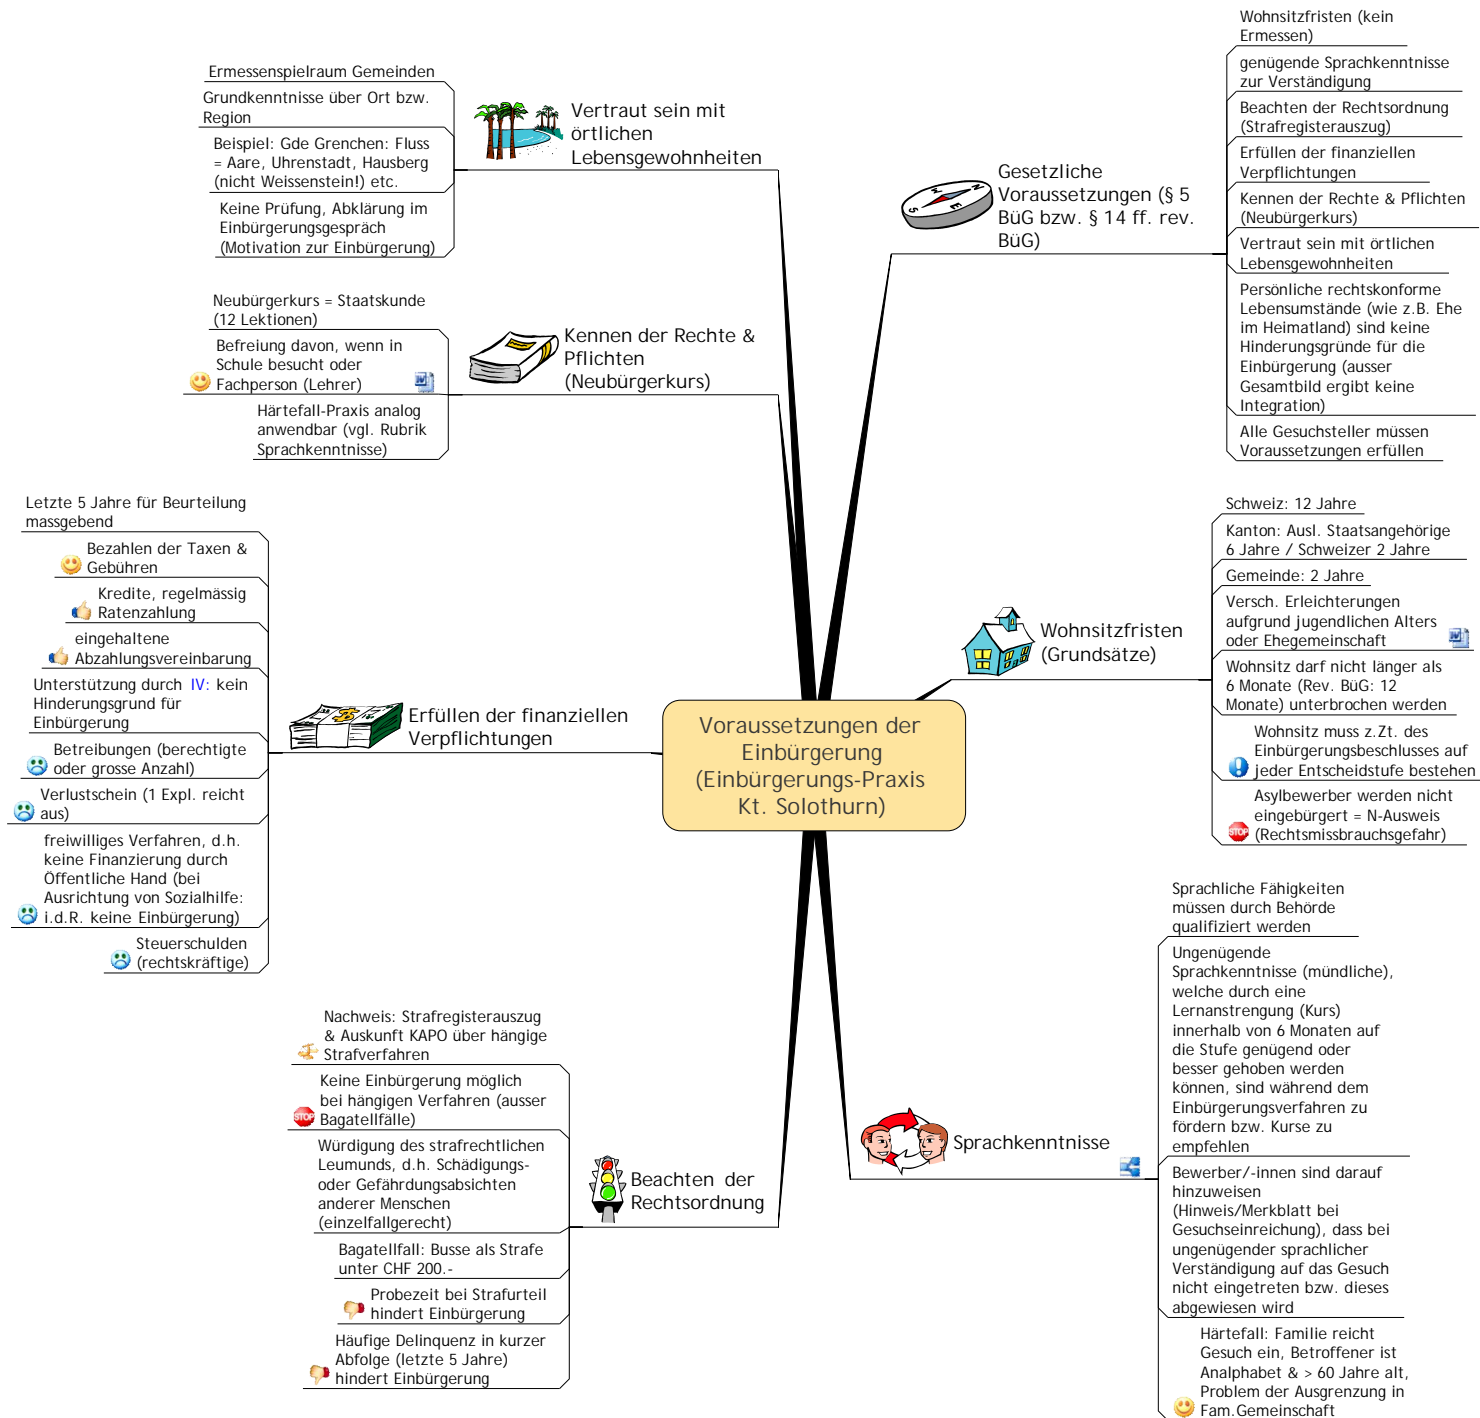 Voraussetzungen der
Einbürgerung
(Einbürgerungs-Praxis
Kt. Solothurn)
Vertraut sein mit
örtlichen
Lebensgewohnheiten
Ermessenspielraum Gemeinden
Grundkenntnisse über Ort bzw.
Region
Beispiel: Gde Grenchen: Fluss
= Aare, Uhrenstadt, Hausberg
(nicht Weissenstein!) etc.
Keine Prüfung, Abklärung im
Einbürgerungsgespräch
(Motivation zur Einbürgerung)
Kennen der Rechte &
Pflichten
(Neubürgerkurs)
Neubürgerkurs = Staatskunde
(12 Lektionen)
Befreiung davon, wenn in
Schule besucht oder
Fachperson (Lehrer)
Härtefall-Praxis analog
anwendbar (vgl. Rubrik
Sprachkenntnisse)
Erfüllen der finanziellen
Verpflichtungen
Letzte 5 Jahre für Beurteilung
massgebend
Bezahlen der Taxen &
Gebühren
Kredite, regelmässig
Ratenzahlung
eingehaltene
Abzahlungsvereinbarung
Unterstützung durch IV: kein
Hinderungsgrund für
Einbürgerung
Betreibungen (berechtigte
oder grosse Anzahl)
Verlustschein (1 Expl. reicht
aus)
freiwilliges Verfahren, d.h.
keine Finanzierung durch
Öffentliche Hand (bei
Ausrichtung von Sozialhilfe:
i.d.R. keine Einbürgerung)
Steuerschulden
(rechtskräftige)
Beachten der
Rechtsordnung
Nachweis: Strafregisterauszug
& Auskunft KAPO über hängige
Strafverfahren
STOP
Keine Einbürgerung möglich
bei hängigen Verfahren (ausser
Bagatellfälle)
Würdigung des strafrechtlichen
Leumunds, d.h. Schädigungs-
oder Gefährdungsabsichten
anderer Menschen
(einzelfallgerecht)
Bagatellfall: Busse als Strafe
unter CHF 200.-
Probezeit bei Strafurteil
hindert Einbürgerung
Häufige Delinquenz in kurzer
Abfolge (letzte 5 Jahre)
hindert Einbürgerung
Gesetzliche
Voraussetzungen (§ 5
BüG bzw. § 14 ff. rev.
BüG)
N
W
E
S
Wohnsitzfristen (kein
Ermessen)
genügende Sprachkenntnisse
zur Verständigung
Beachten der Rechtsordnung
(Strafregisterauszug)
Erfüllen der finanziellen
Verpflichtungen
Kennen der Rechte & Pflichten
(Neubürgerkurs)
Vertraut sein mit örtlichen
Lebensgewohnheiten
Persönliche rechtskonforme
Lebensumstände (wie z.B. Ehe
im Heimatland) sind keine
Hinderungsgründe für die
Einbürgerung (ausser
Gesamtbild ergibt keine
Integration)
Alle Gesuchsteller müssen
Voraussetzungen erfüllen
Wohnsitzfristen
(Grundsätze)
Schweiz: 12 Jahre
Kanton: Ausl. Staatsangehörige
6 Jahre / Schweizer 2 Jahre
Gemeinde: 2 Jahre
Versch. Erleichterungen
aufgrund jugendlichen Alters
oder Ehegemeinschaft
Wohnsitz darf nicht länger als
6 Monate (Rev. BüG: 12
Monate) unterbrochen werden
Wohnsitz muss z.Zt. des
Einbürgerungsbeschlusses auf
jeder Entscheidstufe bestehen
STOP
Asylbewerber werden nicht
eingebürgert = N-Ausweis
(Rechtsmissbrauchsgefahr)
Sprachkenntnisse
Sprachliche Fähigkeiten
müssen durch Behörde
qualifiziert werden
Ungenügende
Sprachkenntnisse (mündliche),
welche durch eine
Lernanstrengung (Kurs)
innerhalb von 6 Monaten auf
die Stufe genügend oder
besser gehoben werden
können, sind während dem
Einbürgerungsverfahren zu
fördern bzw. Kurse zu
empfehlen
Bewerber/-innen sind darauf
hinzuweisen
(Hinweis/Merkblatt bei
Gesuchseinreichung), dass bei
ungenügender sprachlicher
Verständigung auf das Gesuch
nicht eingetreten bzw. dieses
abgewiesen wird
Härtefall: Familie reicht
Gesuch ein, Betroffener ist
Analphabet & > 60 Jahre alt,
Problem der Ausgrenzung in
Fam.Gemeinschaft